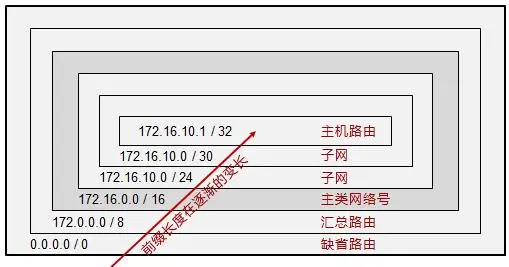 172.16.10.1 / 32 主机路由
172.16.10.0 / 30 子网
172.16.10.0 / 24 子网
172.16.0.0 / 16 主类网络号
172.0.0.0 / 8 汇总路由
0.0.0.0 / 0 缺省路由
前缀长度在逐渐的变长